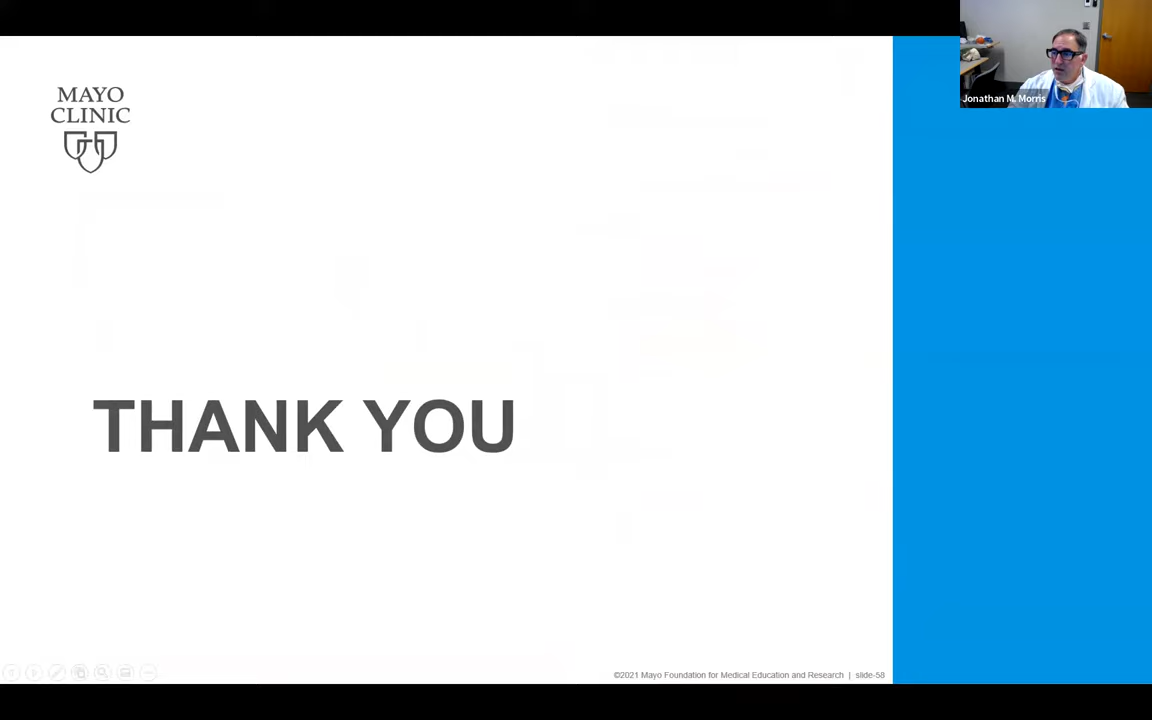 Jonathan M. Morris
MAYO
CLINIC
THANK YOU
©2021 Mayo Foundation for Medical Education and Research | slide-58